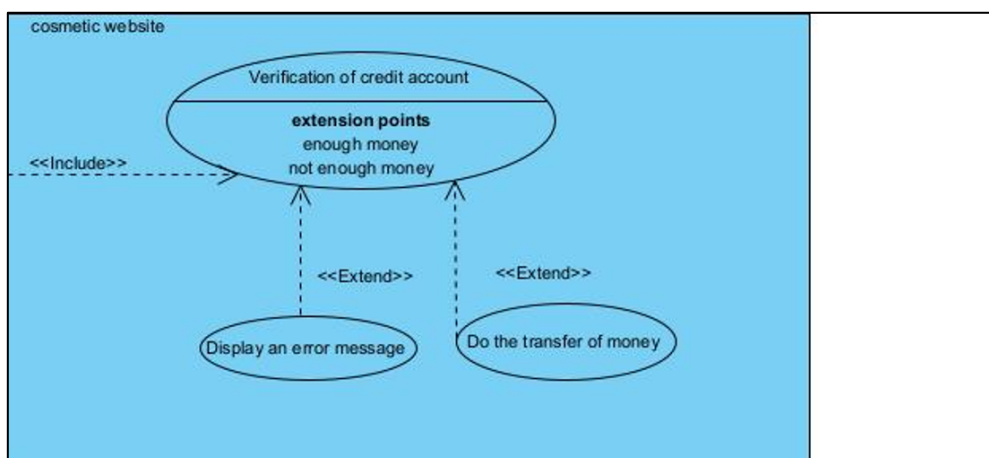 cosmetic website
Verification of credit account
extension points
enough money
not enough money
<<Include>>
<<Extend>>
<<Extend>>
Display an error message
Do the transfer of money